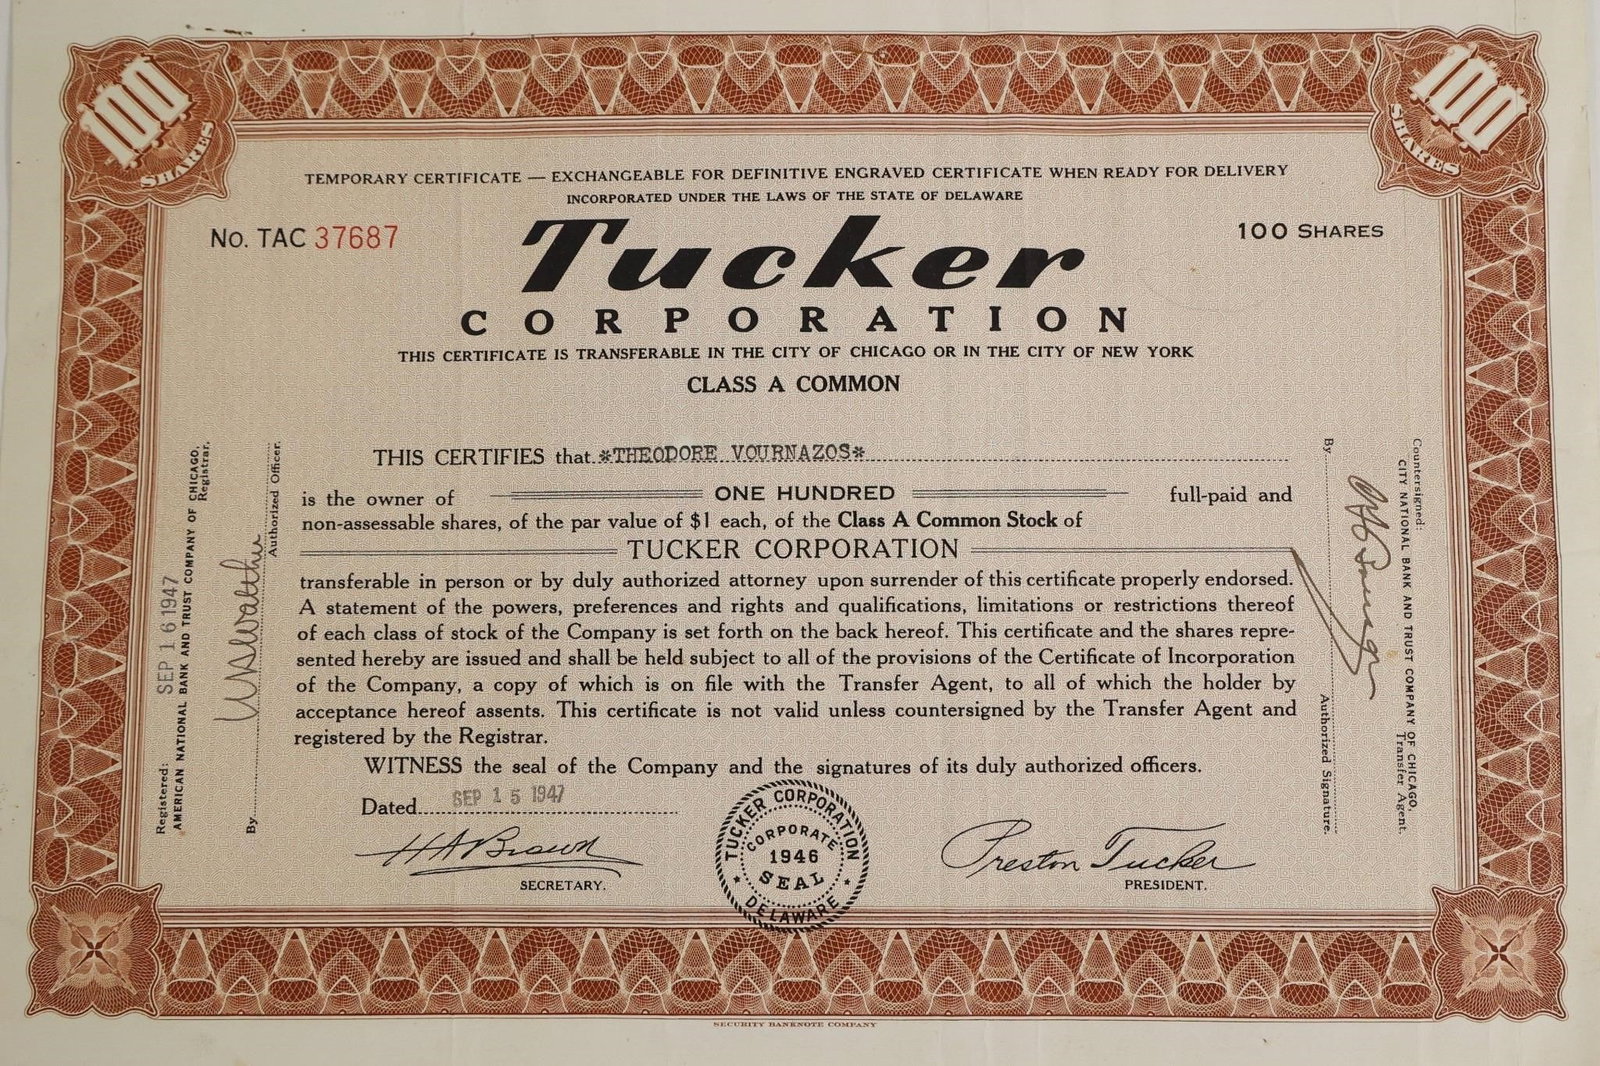 100
SHARES
100
SHARES
TEMPORARY CERTIFICATE — EXCHANGEABLE FOR DEFINITIVE ENGRAVED CERTIFICATE WHEN READY FOR DELIVERY
INCORPORATED UNDER THE LAWS OF THE STATE OF DELAWARE
No. TAC 37687
100 SHARES
Tucker
CORPORATION
THIS CERTIFICATE IS TRANSFERABLE IN THE CITY OF CHICAGO OR IN THE CITY OF NEW YORK
CLASS A COMMON
THIS CERTIFIES that *THEODORE VOURNAZOS*
is the owner of ONE HUNDRED full-paid and
non-assessable shares, of the par value of $1 each, of the Class A Common Stock of
TUCKER CORPORATION
transferable in person or by duly authorized attorney upon surrender of this certificate properly endorsed.
A statement of the powers, preferences and rights and qualifications, limitations or restrictions thereof
of each class of stock of the Company is set forth on the back hereof. This certificate and the shares repre-
sented hereby are issued and shall be held subject to all of the provisions of the Certificate of Incorporation
of the Company, a copy of which is on file with the Transfer Agent, to all of which the holder by
acceptance hereof assents. This certificate is not valid unless countersigned by the Transfer Agent and
registered by the Registrar.
WITNESS the seal of the Company and the signatures of its duly authorized officers.
Dated SEP 15 1947
H A Brown
SECRETARY.
TUCKER CORPORATION
CORPORATE
1946
SEAL
DELAWARE
Preston Tucker
PRESIDENT.
Registered: SEP 16 1947
AMERICAN NATIONAL BANK AND TRUST COMPANY OF CHICAGO,
Registrar.
By
Authorized Officer.
Countersigned:
CITY NATIONAL BANK AND TRUST COMPANY OF CHICAGO,
Transfer Agent.
By
Authorized Signature.
SECURITY BANKNOTE COMPANY